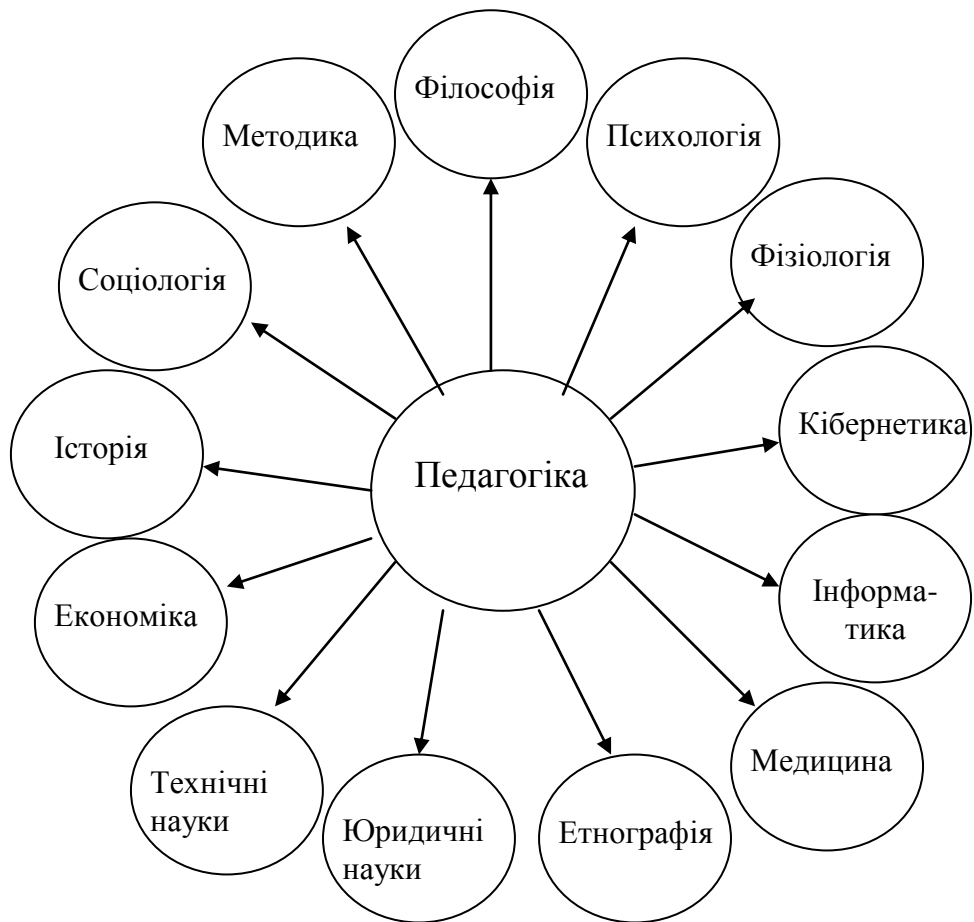 Філософія
Методика
Психологія
Соціологія
Фізіологія
Історія
Кібернетика
Педагогіка
Економіка
Інформа-
тика
Технічні
науки
Юридичні
науки
Етнографія
Медицина